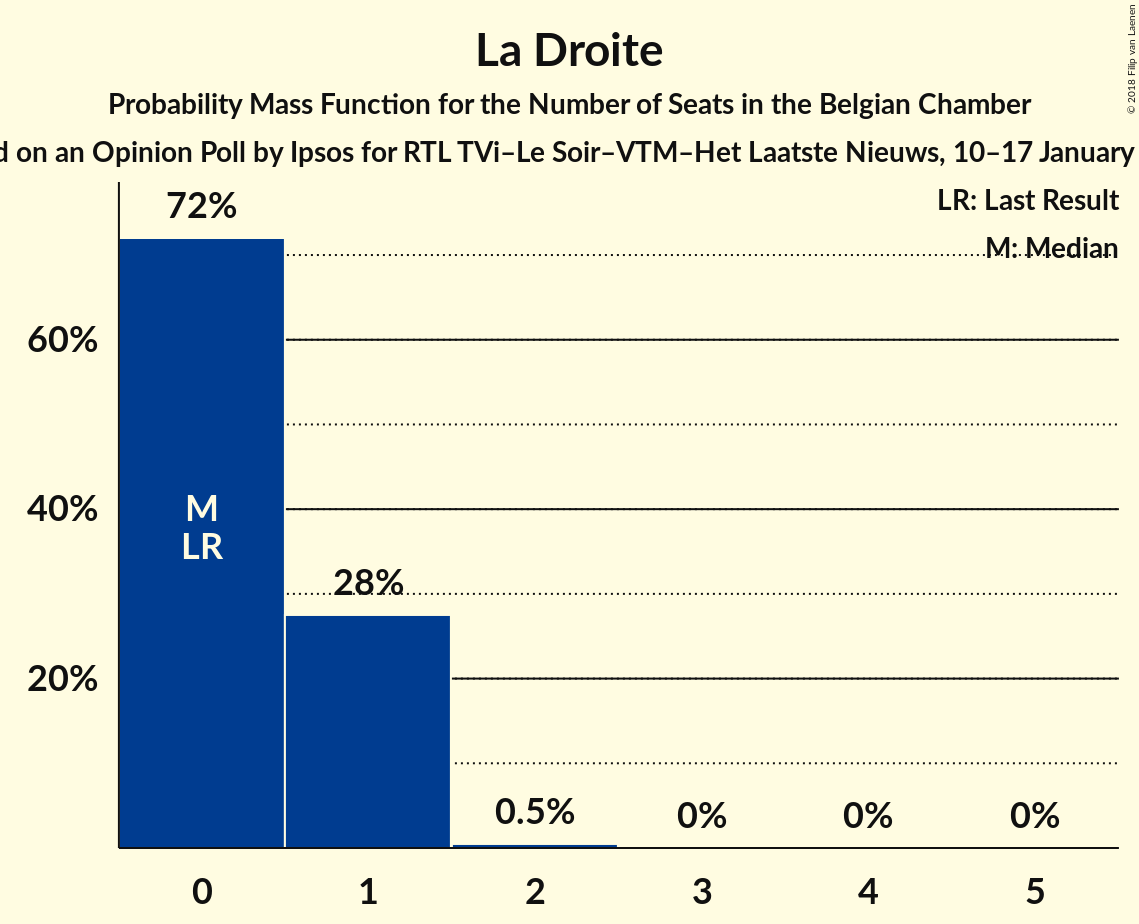 La Droite
Probability Mass Function for the Number of Seats in the Belgian Chamber
on an Opinion Poll by Ipsos for RTL TVi–Le Soir–VTM–Het Laatste Nieuws, 10–17 January
© 2018 Filip van Laenen
LR: Last Result
M: Median
72%
60%
40%
20%
M
LR
28%
0.5%
0%
0%
0%
0
1
2
3
4
5